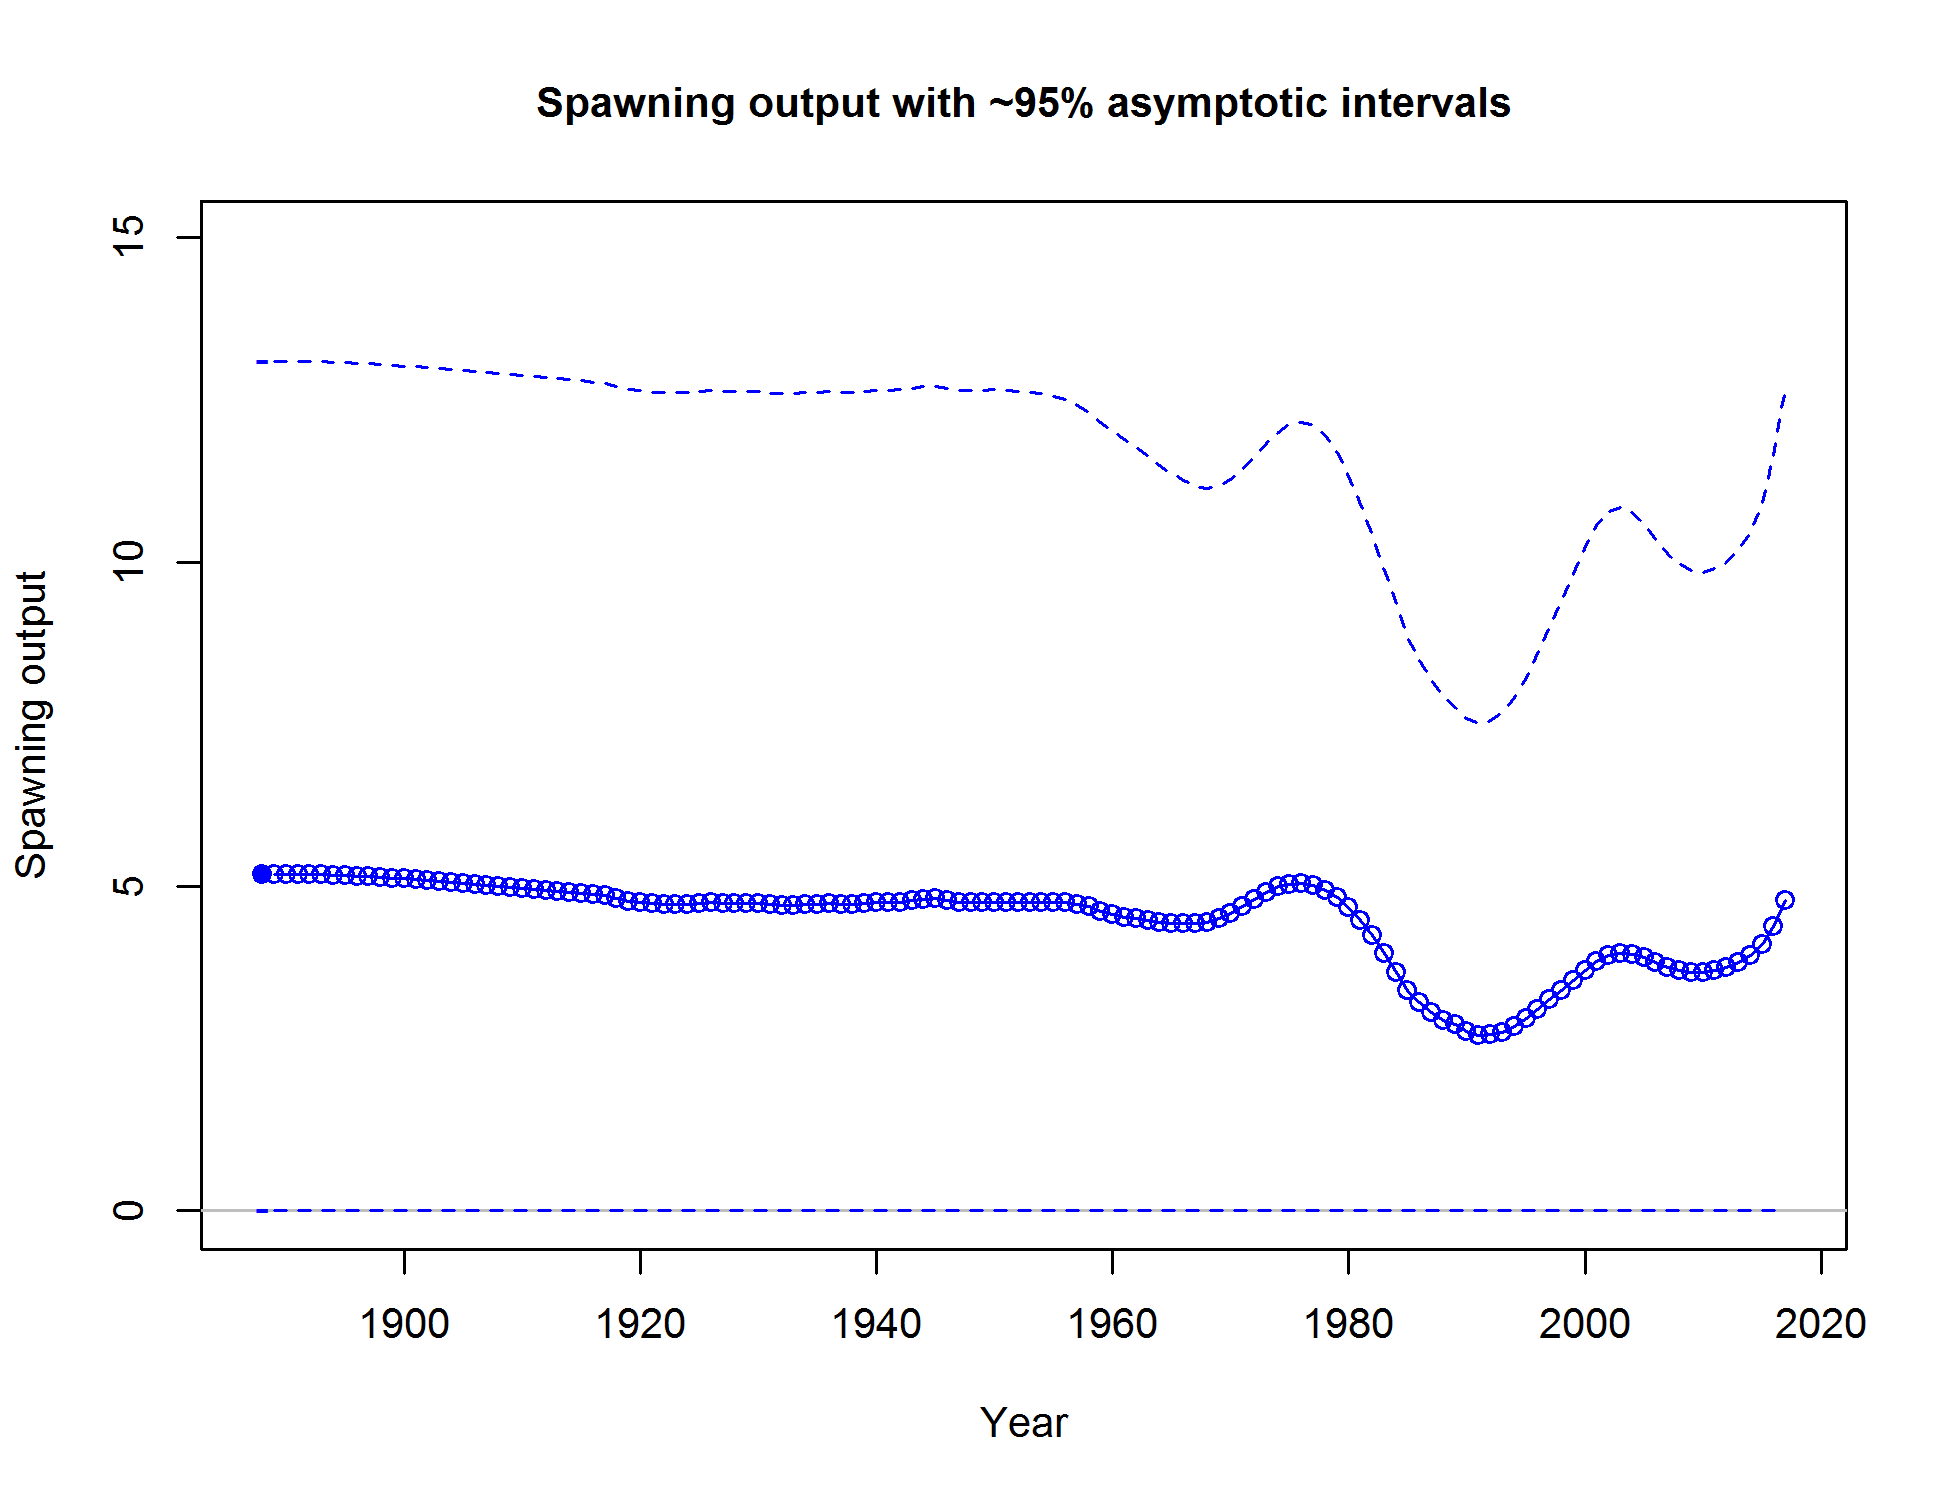 Spawning output with ~95% asymptotic intervals
Spawning output
15
10
5
0
1900 1920 1940 1960 1980 2000 2020
Year